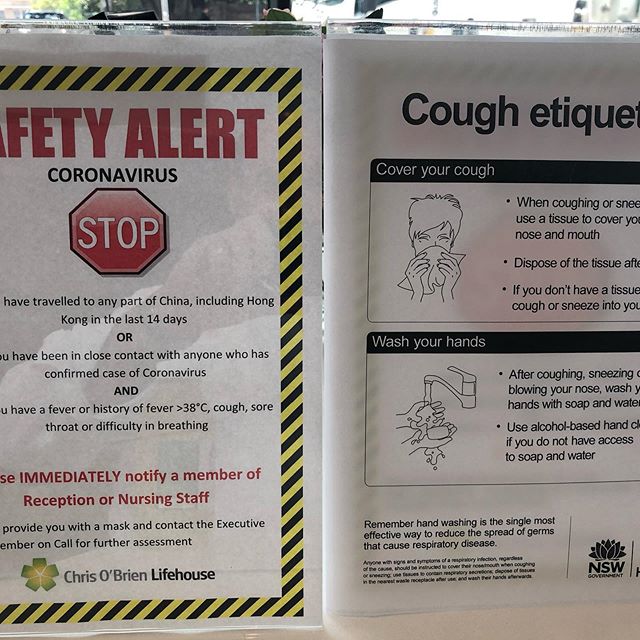 AFETY ALERT
CORONAVIRUS
STOP
have travelled to any part of China, including Hong
Kong in the last 14 days
OR
ou have been in close contact with anyone who has
confirmed case of Coronavirus
AND
ou have a fever or history of fever >38°C, cough, sore
throat or difficulty in breathing
se IMMEDIATELY notify a member of
Reception or Nursing Staff
provide you with a mask and contact the Executive
ember on Call for further assessment
Chris O'Brien Lifehouse
Cough etiquet
Cover your cough
• When coughing or snee
use a tissue to cover you
nose and mouth
• Dispose of the tissue afte
• If you don't have a tissue
cough or sneeze into you
Wash your hands
• After coughing, sneezing o
blowing your nose, wash y
hands with soap and water
• Use alcohol-based hand cle
if you do not have access
to soap and water
Remember hand washing is the single most
effective way to reduce the spread of germs
that cause respiratory disease.
Anyone with signs and symptoms of a respiratory infection, regardless
of the cause, should be instructed to cover their nose/mouth when coughing
or sneezing; use tissues to contain respiratory secretions; dispose of tissues
in the nearest waste receptacle after use; and wash their hands afterwards.
NSW
GOVERNMENT
H